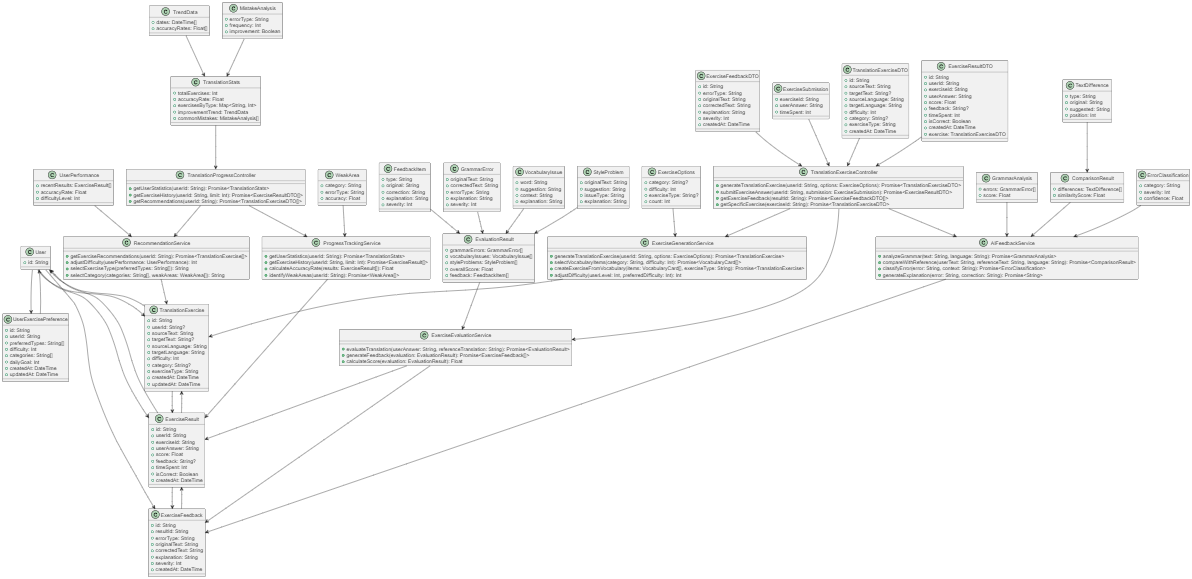 TrendData
dates: DateTime[]
accuracyRates: Float[]
MistakeAnalysis
errorType: String
frequency: Int
improvement: Boolean
TranslationStats
totalExercises: Int
accuracyRate: Float
exercisesByType: Map<String, Int>
improvementTrend: TrendData
commonMistakes: MistakeAnalysis[]
ExerciseFeedbackDTO
id: String
errorType: String
originalText: String
correctedText: String
explanation: String
severity: Int
createdAt: DateTime
ExerciseSubmission
exerciseId: String
userAnswer: String
timeSpent: Int
TranslationExerciseDTO
id: String
sourceText: String
targetText: String?
sourceLanguage: String
targetLanguage: String
difficulty: Int
category: String?
exerciseType: String
createdAt: DateTime
ExerciseResultDTO
id: String
userId: String
exerciseId: String
userAnswer: String
score: Float
feedback: String?
timeSpent: Int
isCorrect: Boolean
createdAt: DateTime
exercise: TranslationExerciseDTO
TextDifference
type: String
original: String
suggested: String
position: Int
UserPerformance
recentResults: ExerciseResult[]
accuracyRate: Float
difficultyLevel: Int
TranslationProgressController
getUserStatistics(userId: String): Promise<TranslationStats>
getExerciseHistory(userId: String, limit: Int): Promise<ExerciseResultDTO[]>
getRecommendations(userId: String): Promise<TranslationExerciseDTO[]>
WeakArea
category: String
errorType: String
accuracy: Float
FeedbackItem
type: String
original: String
correction: String
explanation: String
severity: Int
GrammarError
originalText: String
correctedText: String
errorType: String
explanation: String
severity: Int
VocabularyIssue
word: String
suggestion: String
context: String
explanation: String
StyleProblem
originalText: String
suggestion: String
issueType: String
explanation: String
ExerciseOptions
category: String?
difficulty: Int
exerciseType: String?
count: Int
TranslationExerciseController
generateTranslationExercise(userId: String, options: ExerciseOptions): Promise<TranslationExerciseDTO>
submitExerciseAnswer(userId: String, submission: ExerciseSubmission): Promise<ExerciseResultDTO>
getExerciseFeedback(resultId: String): Promise<ExerciseFeedbackDTO[]>
getSpecificExercise(exerciseId: String): Promise<TranslationExerciseDTO>
GrammarAnalysis
errors: GrammarError[]
score: Float
ComparisonResult
differences: TextDifference[]
similarityScore: Float
ErrorClassification
category: String
severity: Int
confidence: Float
User
id: String
RecommendationService
getExerciseRecommendations(userId: String): Promise<TranslationExercise[]>
adjustDifficulty(userPerformance: UserPerformance): Int
selectExerciseType(preferredTypes: String[]): String
selectCategory(categories: String[], weakAreas: WeakArea[]): String
ProgressTrackingService
getUserStatistics(userId: String): Promise<TranslationStats>
getExerciseHistory(userId: String, limit: Int): Promise<ExerciseResult[]>
calculateAccuracyRate(results: ExerciseResult[]): Float
identifyWeakAreas(userId: String): Promise<WeakArea[]>
EvaluationResult
grammarErrors: GrammarError[]
vocabularyIssues: VocabularyIssue[]
styleProblems: StyleProblem[]
overallScore: Float
feedback: FeedbackItem[]
ExerciseGenerationService
generateTranslationExercise(userId: String, options: ExerciseOptions): Promise<TranslationExercise>
selectVocabularyItems(category: String, difficulty: Int): Promise<VocabularyCard[]>
createExerciseFromVocabulary(items: VocabularyCard[], exerciseType: String): Promise<TranslationExercise>
adjustDifficulty(userLevel: Int, preferredDifficulty: Int): Int
AIFeedbackService
analyzeGrammar(text: String, language: String): Promise<GrammarAnalysis>
compareWithReference(userText: String, referenceText: String, language: String): Promise<ComparisonResult>
classifyError(error: String, context: String): Promise<ErrorClassification>
generateExplanation(error: String, correction: String): Promise<String>
UserExercisePreference
id: String
userId: String
preferredTypes: String[]
difficulty: Int
categories: String[]
dailyGoal: Int
createdAt: DateTime
updatedAt: DateTime
TranslationExercise
id: String
userId: String?
sourceText: String
targetText: String?
sourceLanguage: String
targetLanguage: String
difficulty: Int
category: String?
exerciseType: String
createdAt: DateTime
updatedAt: DateTime
ExerciseEvaluationService
evaluateTranslation(userAnswer: String, referenceTranslation: String): Promise<EvaluationResult>
generateFeedback(evaluation: EvaluationResult): Promise<ExerciseFeedback[]>
calculateScore(evaluation: EvaluationResult): Float
ExerciseResult
id: String
userId: String
exerciseId: String
userAnswer: String
score: Float
feedback: String?
timeSpent: Int
isCorrect: Boolean
createdAt: DateTime
ExerciseFeedback
id: String
resultId: String
errorType: String
originalText: String
correctedText: String
explanation: String
severity: Int
createdAt: DateTime